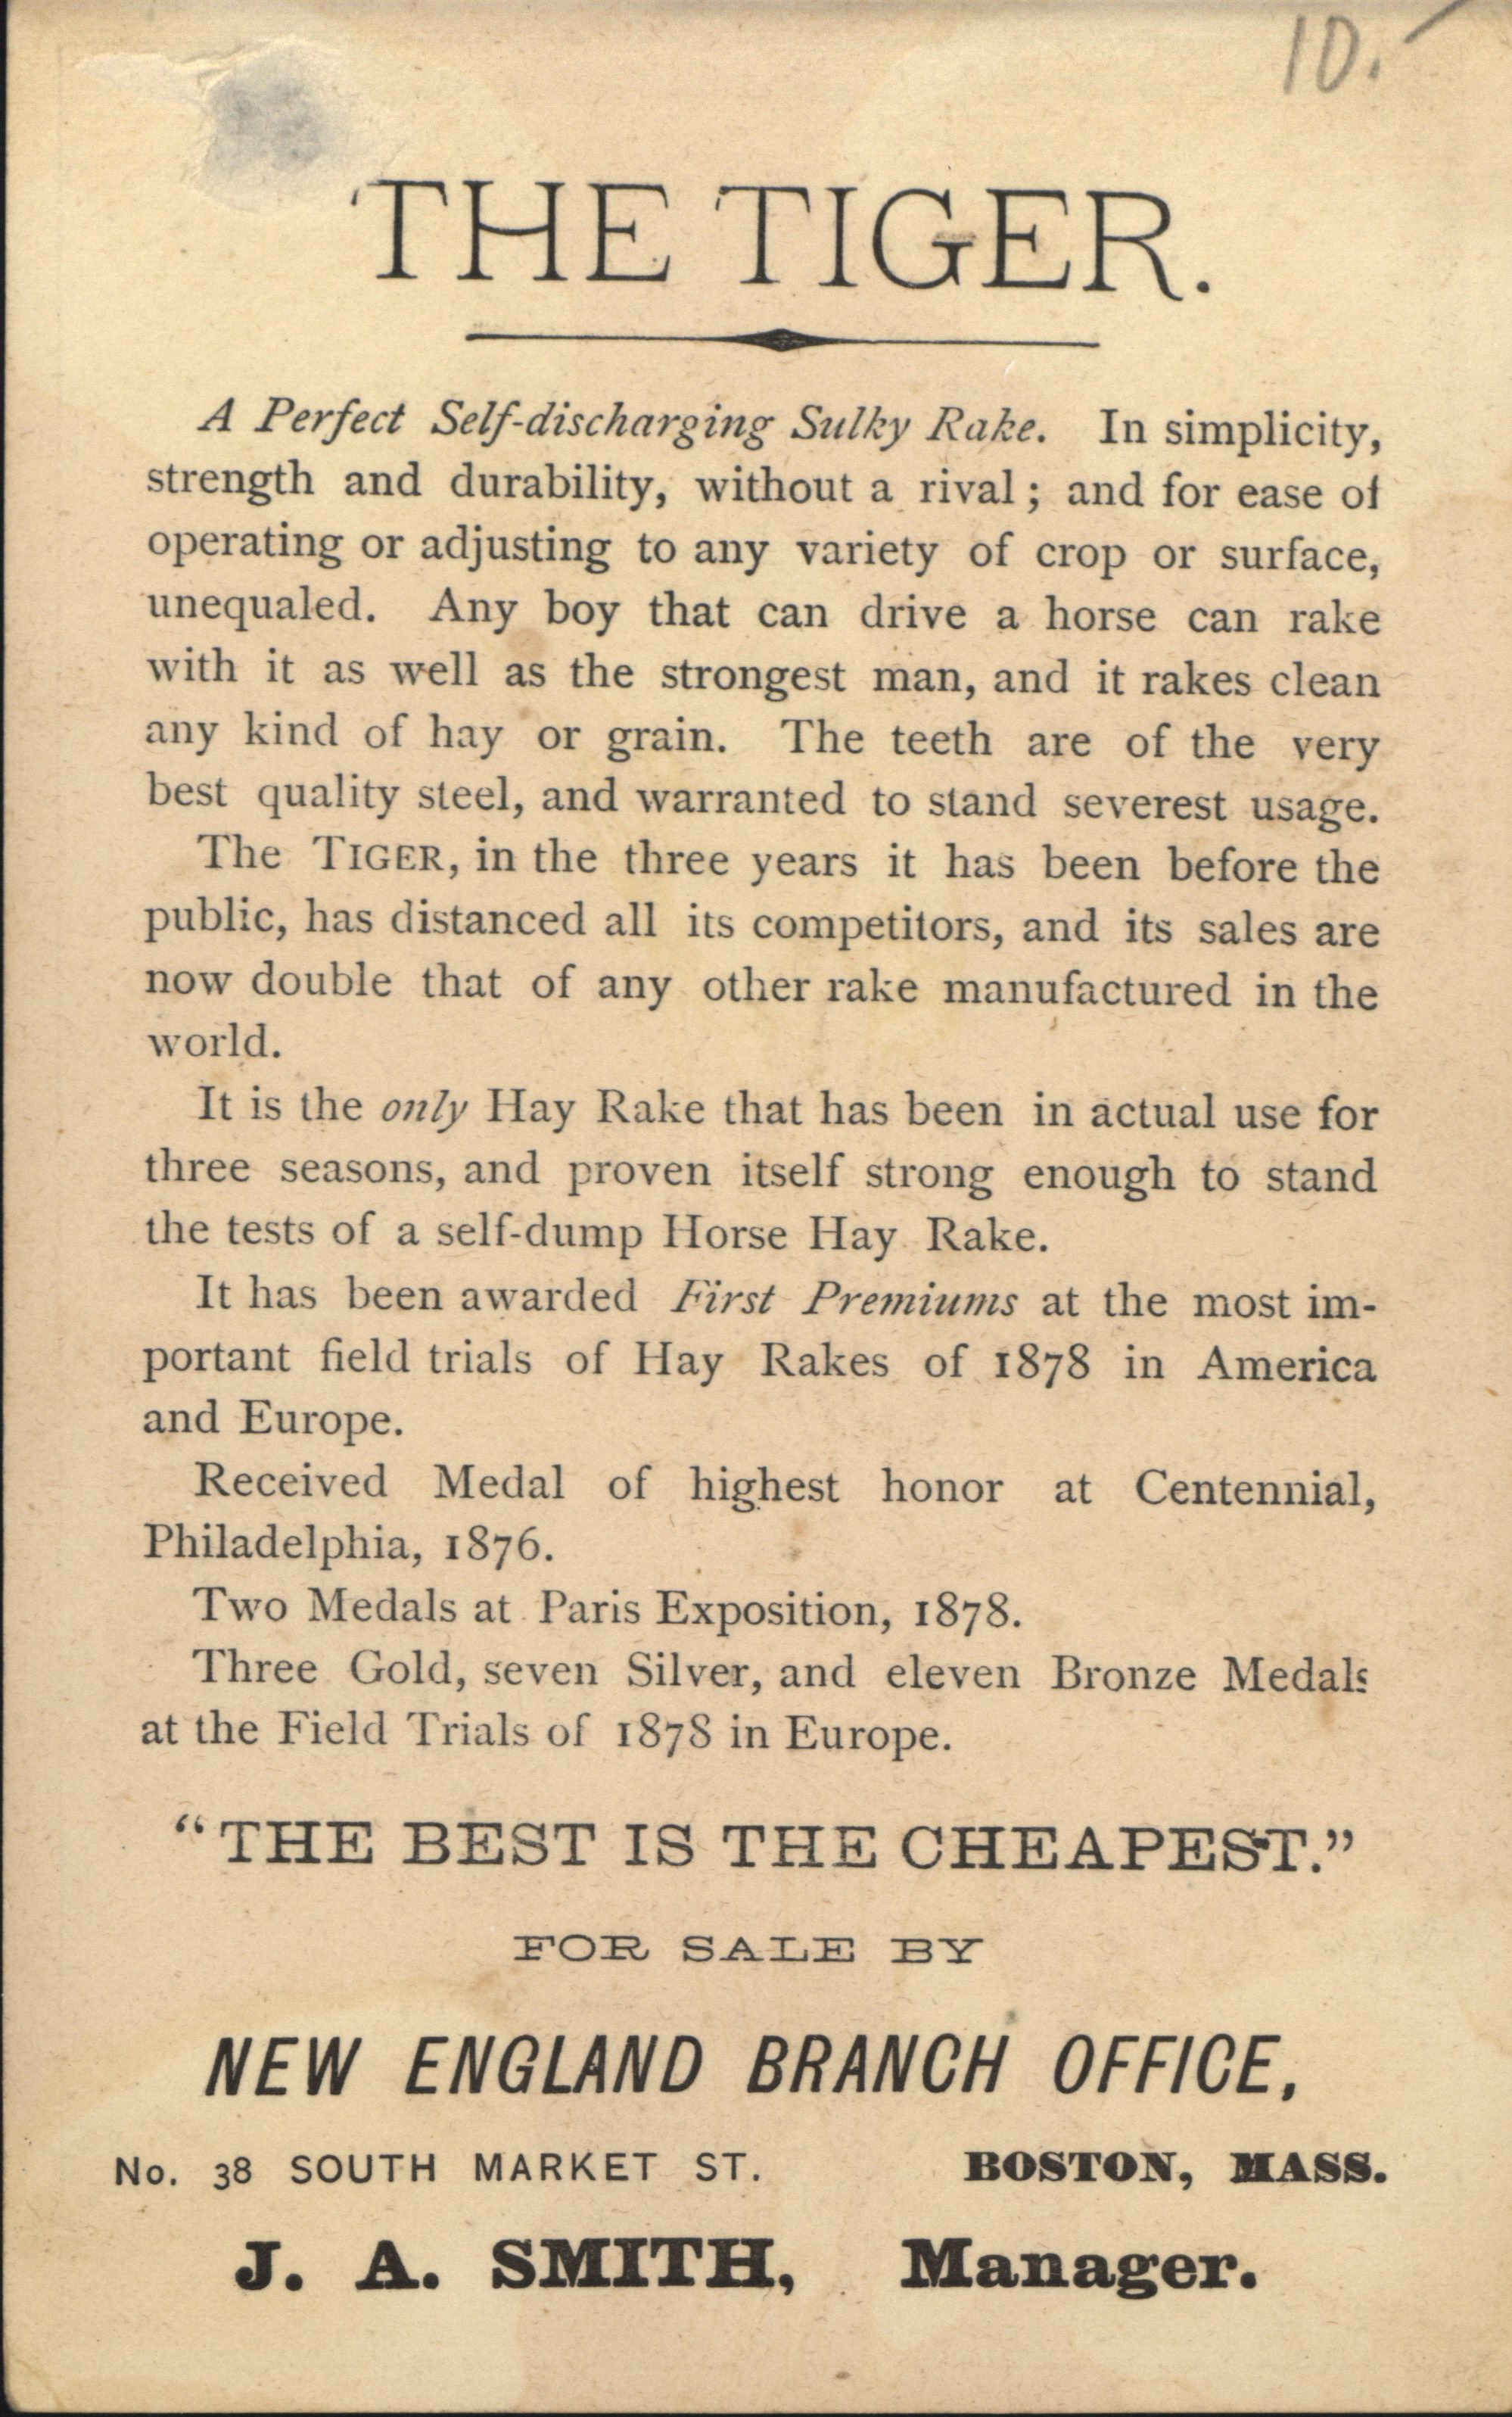 10.
THE TIGER.
A Perfect Self-discharging Sulky Rake. In simplicity,
strength and durability, without a rival; and for ease of
operating or adjusting to any variety of crop or surface,
unequaled. Any boy that can drive a horse can rake
with it as well as the strongest man, and it rakes clean
any kind of hay or grain. The teeth are of the very
best quality steel, and warranted to stand severest usage.
The TIGER, in the three years it has been before the
public, has distanced all its competitors, and its sales are
now double that of any other rake manufactured in the
world.
It is the only Hay Rake that has been in actual use for
three seasons, and proven itself strong enough to stand
the tests of a self-dump Horse Hay Rake.
It has been awarded First Premiums at the most im-
portant field trials of Hay Rakes of 1878 in America
and Europe.
Received Medal of highest honor at Centennial,
Philadelphia, 1876.
Two Medals at Paris Exposition, 1878.
Three Gold, seven Silver, and eleven Bronze Medals
at the Field Trials of 1878 in Europe.
"THE BEST IS THE CHEAPEST."
FOR SALE BY
NEW ENGLAND BRANCH OFFICE,
No. 38 SOUTH MARKET ST. BOSTON, MASS.
J. A. SMITH, Manager.